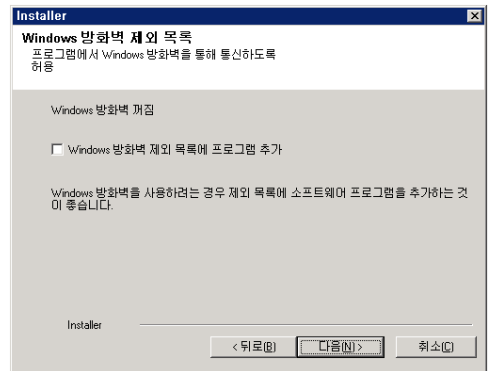 Installer
Windows 방화벽 제외 목록
프로그램에서 Windows 방화벽을 통해 통신하도록
허용
Windows 방화벽 꺼짐
Windows 방화벽 제외 목록에 프로그램 추가
Windows 방화벽을 사용하려는 경우 제외 목록에 소프트웨어 프로그램을 추가하는 것
이 좋습니다.
Installer
< 뒤로(B) 다음(N) > 취소(C)